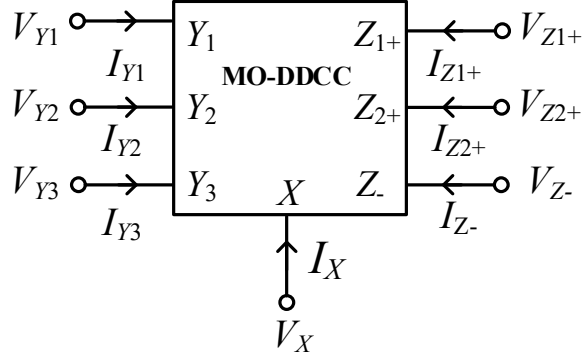 V_{Y1} Y_1 Z_{1+} V_{Z1+}
I_{Y1} MO-DDCC I_{Z1+}
V_{Y2} Y_2 Z_{2+} V_{Z2+}
I_{Y2} I_{Z2+}
V_{Y3} Y_3 X Z_- V_{Z-}
I_{Y3} I_{Z-}
I_X
V_X